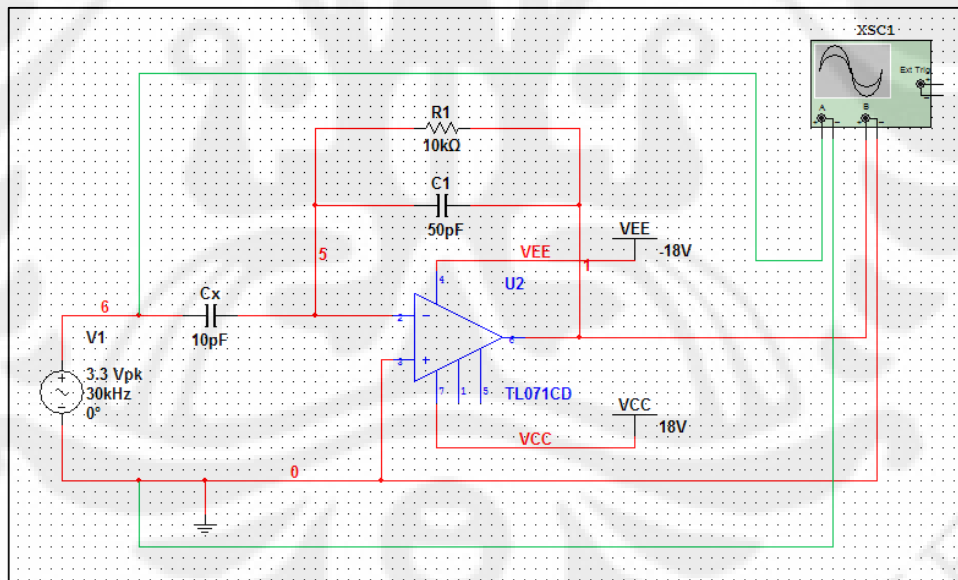 XSC1
Ext Trig
+
-
A
B
+ - + -
R1
10kΩ
C1
50pF
5
VEE
VEE
-18V
1
4
U2
6
Cx
10pF
2
-
V1
3
+
6
3.3 Vpk
30kHz
0°
+
-
7
1
5
TL071CD
VCC
18V
VCC
0